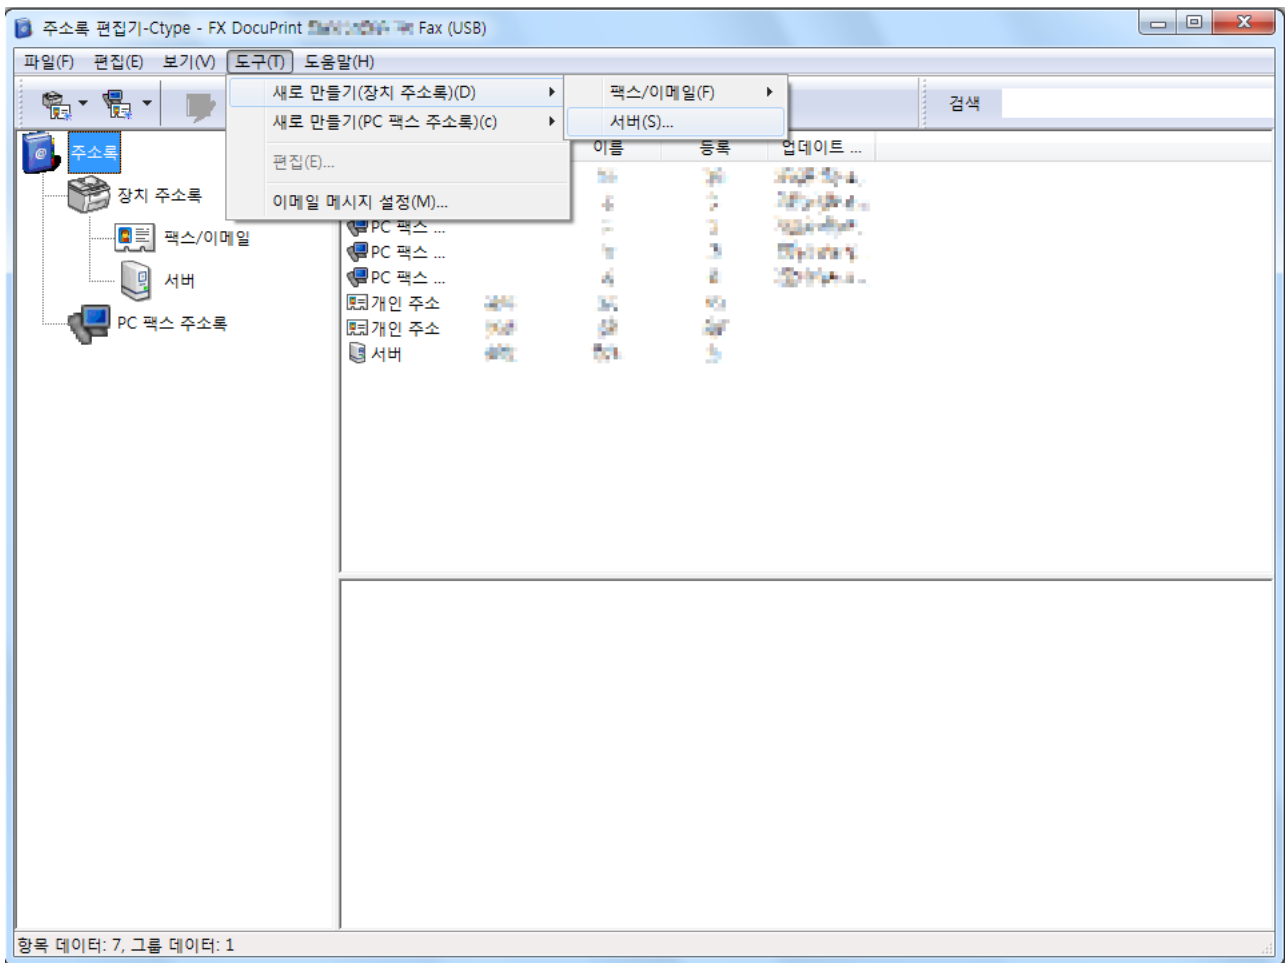 주소록 편집기-Ctype - FX DocuPrint Fax (USB)
파일(F) 편집(E) 보기(V) 도구(T) 도움말(H)
새로 만들기(장치 주소록)(D)
새로 만들기(PC 팩스 주소록)(c)
편집(E)...
이메일 메시지 설정(M)...
팩스/이메일(F)
서버(S)...
검색
이름 등록 업데이트 ...
주소록
장치 주소록
팩스/이메일
서버
PC 팩스 주소록
PC 팩스 ...
PC 팩스 ...
PC 팩스 ...
개인 주소
개인 주소
서버
항목 데이터: 7, 그룹 데이터: 1